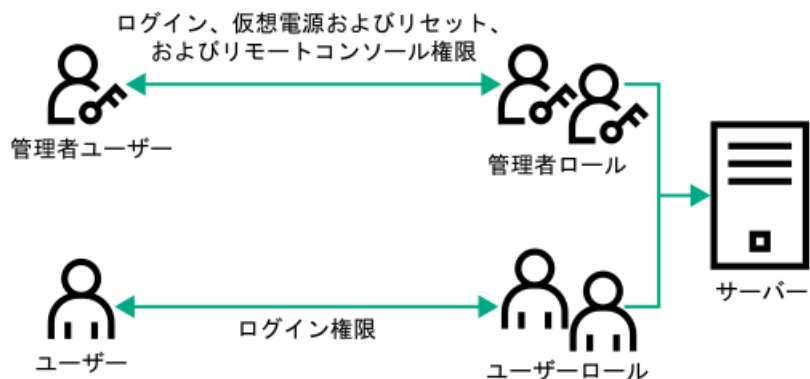 ログイン、仮想電源およびリセット、
およびリモートコンソール権限
管理者ユーザー
管理者ロール
サーバー
ログイン権限
ユーザー
ユーザーロール